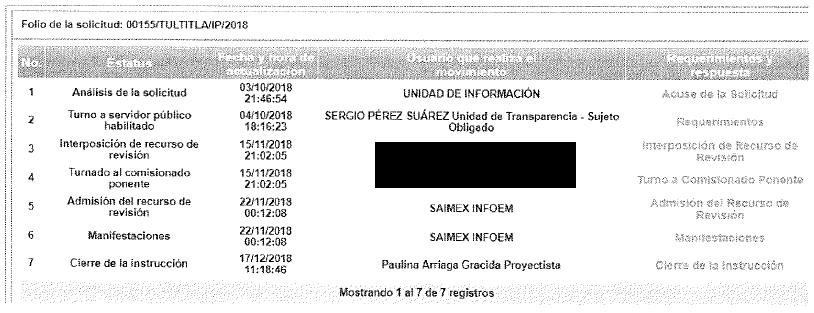 Folio de la solicitud: 00155/TULTITLA/IP/2018
No. Estatus Fecha y hora de actualización Usuario que realiza el movimiento Requerimientos y respuesta
1 Análisis de la solicitud 03/10/2018 21:46:54 UNIDAD DE INFORMACIÓN Acuse de la Solicitud
2 Turno a servidor público habilitado 04/10/2018 18:16:23 SERGIO PÉREZ SUÁREZ Unidad de Transparencia - Sujeto Obligado Requerimientos
3 Interposición de recurso de revisión 15/11/2018 21:02:05 Interposición de Recurso de Revisión
4 Turnado al comisionado ponente 15/11/2018 21:02:05 Turno a Comisionado Ponente
5 Admisión del recurso de revisión 22/11/2018 00:12:08 SAIMEX INFOEM Admisión del Recurso de Revisión
6 Manifestaciones 22/11/2018 00:12:08 SAIMEX INFOEM Manifestaciones
7 Cierre de la instrucción 17/12/2018 11:18:46 Paulina Arriaga Gracida Proyectista Cierre de la Instrucción
Mostrando 1 al 7 de 7 registros